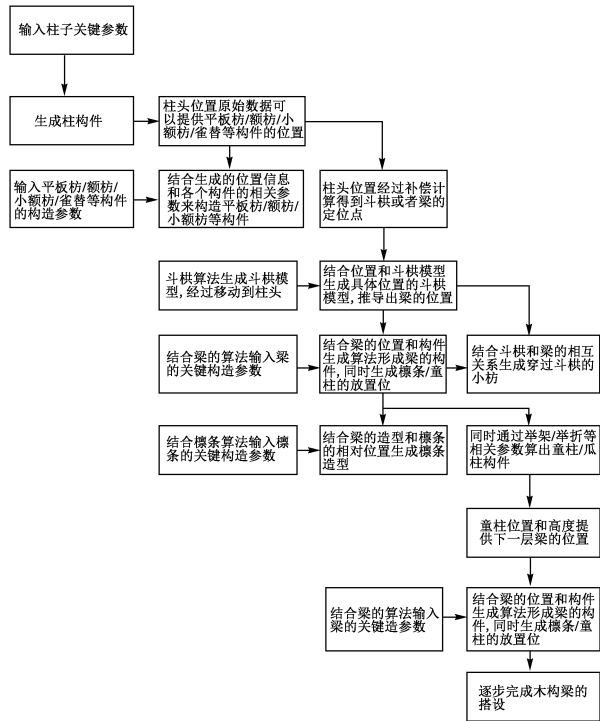 输入柱子关键参数
生成柱构件
柱头位置原始数据可
以提供平板枋/额枋/小
额枋/雀替等构件的位置
输入平板枋/额枋/
小额枋/雀替等构件
的构造参数
结合生成的位置信息
和各个构件的相关参
数来构造平板枋/额枋/
小额枋等构件
柱头位置经过补偿计
算得到斗栱或者梁的
定位点
斗栱算法生成斗栱模
型,经过移动到柱头
结合位置和斗栱模型
生成具体位置的斗栱
模型,推导出梁的位置
结合梁的算法输入梁
的关键构造参数
结合梁的位置和构件
生成算法形成梁的构
件,同时生成檩条/童
柱的放置位
结合斗栱和梁的相互
关系生成穿过斗栱的
小枋
结合檩条算法输入檩
条的关键构造参数
结合梁的造型和檩条
的相对位置生成檩条
造型
同时通过举架/举折等
相关参数算出童柱/瓜
柱构件
童柱位置和高度提
供下一层梁的位置
结合梁的算法输入
梁的关键造参数
结合梁的位置和构件
生成算法形成梁的构
件,同时生成檩条/童
柱的放置位
逐步完成木构梁的
搭设